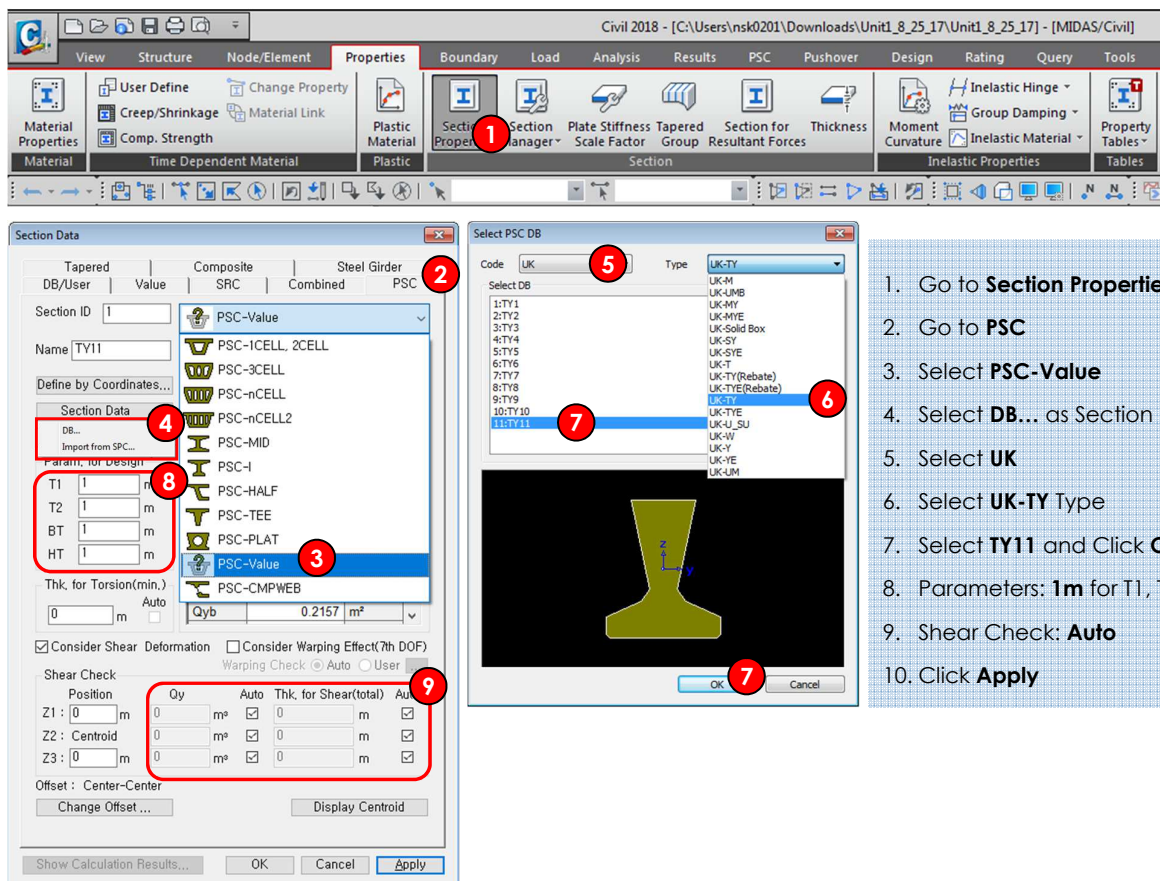 Civil 2018 - [C:\Users\nsk0201\Downloads\Unit1_8_25_17\Unit1_8_25_17] - [MIDAS/Civil]
View Structure Node/Element Properties Boundary Load Analysis Results PSC Pushover Design Rating Query Tools
Material Properties
User Define
Creep/Shrinkage
Comp. Strength
Change Property
Material Link
Plastic Material
1
Section Manager
Plate Stiffness Scale Factor
Tapered Group
Section for Resultant Forces
Thickness
Moment Curvature
Inelastic Hinge
Group Damping
Inelastic Material
Property Tables
Material Time Dependent Material Plastic Section Inelastic Properties Tables
Section Data
Tapered Composite Steel Girder
2
DB/User Value SRC Combined PSC
Section ID 1
PSC-Value
Name TY11
PSC-1CELL, 2CELL
PSC-3CELL
PSC-nCELL
PSC-nCELL2
PSC-MID
PSC-I
PSC-HALF
PSC-TEE
PSC-PLAT
PSC-Value
3
PSC-CMPWEB
Define by Coordinates...
Section Data
4
DB...
Import from SPC...
Param. for Design
8
T1 1 m
T2 1 m
BT 1 m
HT 1 m
Thk. for Torsion(min.)
Auto
0 m
Qyb 0.2157 m²
Consider Shear Deformation Consider Warping Effect(7th DOF)
Warping Check Auto User ...
Shear Check
9
Position Qy Auto Thk. for Shear(total)
Z1 : 0 m 0 m³ 0 m
Z2 : Centroid 0 m³ 0 m
Z3 : 0 m 0 m³ 0 m
Offset : Center-Center
Change Offset ... Display Centroid
Show Calculation Results... OK Cancel Apply
Select PSC DB
Code UK 5 Type UK-TY
Select DB
1:TY1
2:TY2
3:TY3
4:TY4
5:TY5
6:TY6
7:TY7
8:TY8
9:TY9
10:TY10
11:TY11
7
UK-M
UK-UMB
UK-MY
UK-MYE
UK-Solid Box
UK-SY
UK-SYE
UK-T
UK-TY(Rebate)
UK-TYE(Rebate)
UK-TY
6
UK-TYE
UK-U_SU
UK-W
UK-Y
UK-YE
UK-UM
z
y
OK 7 Cancel
1. Go to Section Propertie
2. Go to PSC
3. Select PSC-Value
4. Select DB... as Section
5. Select UK
6. Select UK-TY Type
7. Select TY11 and Click
8. Parameters: 1m for T1,
9. Shear Check: Auto
10. Click Apply